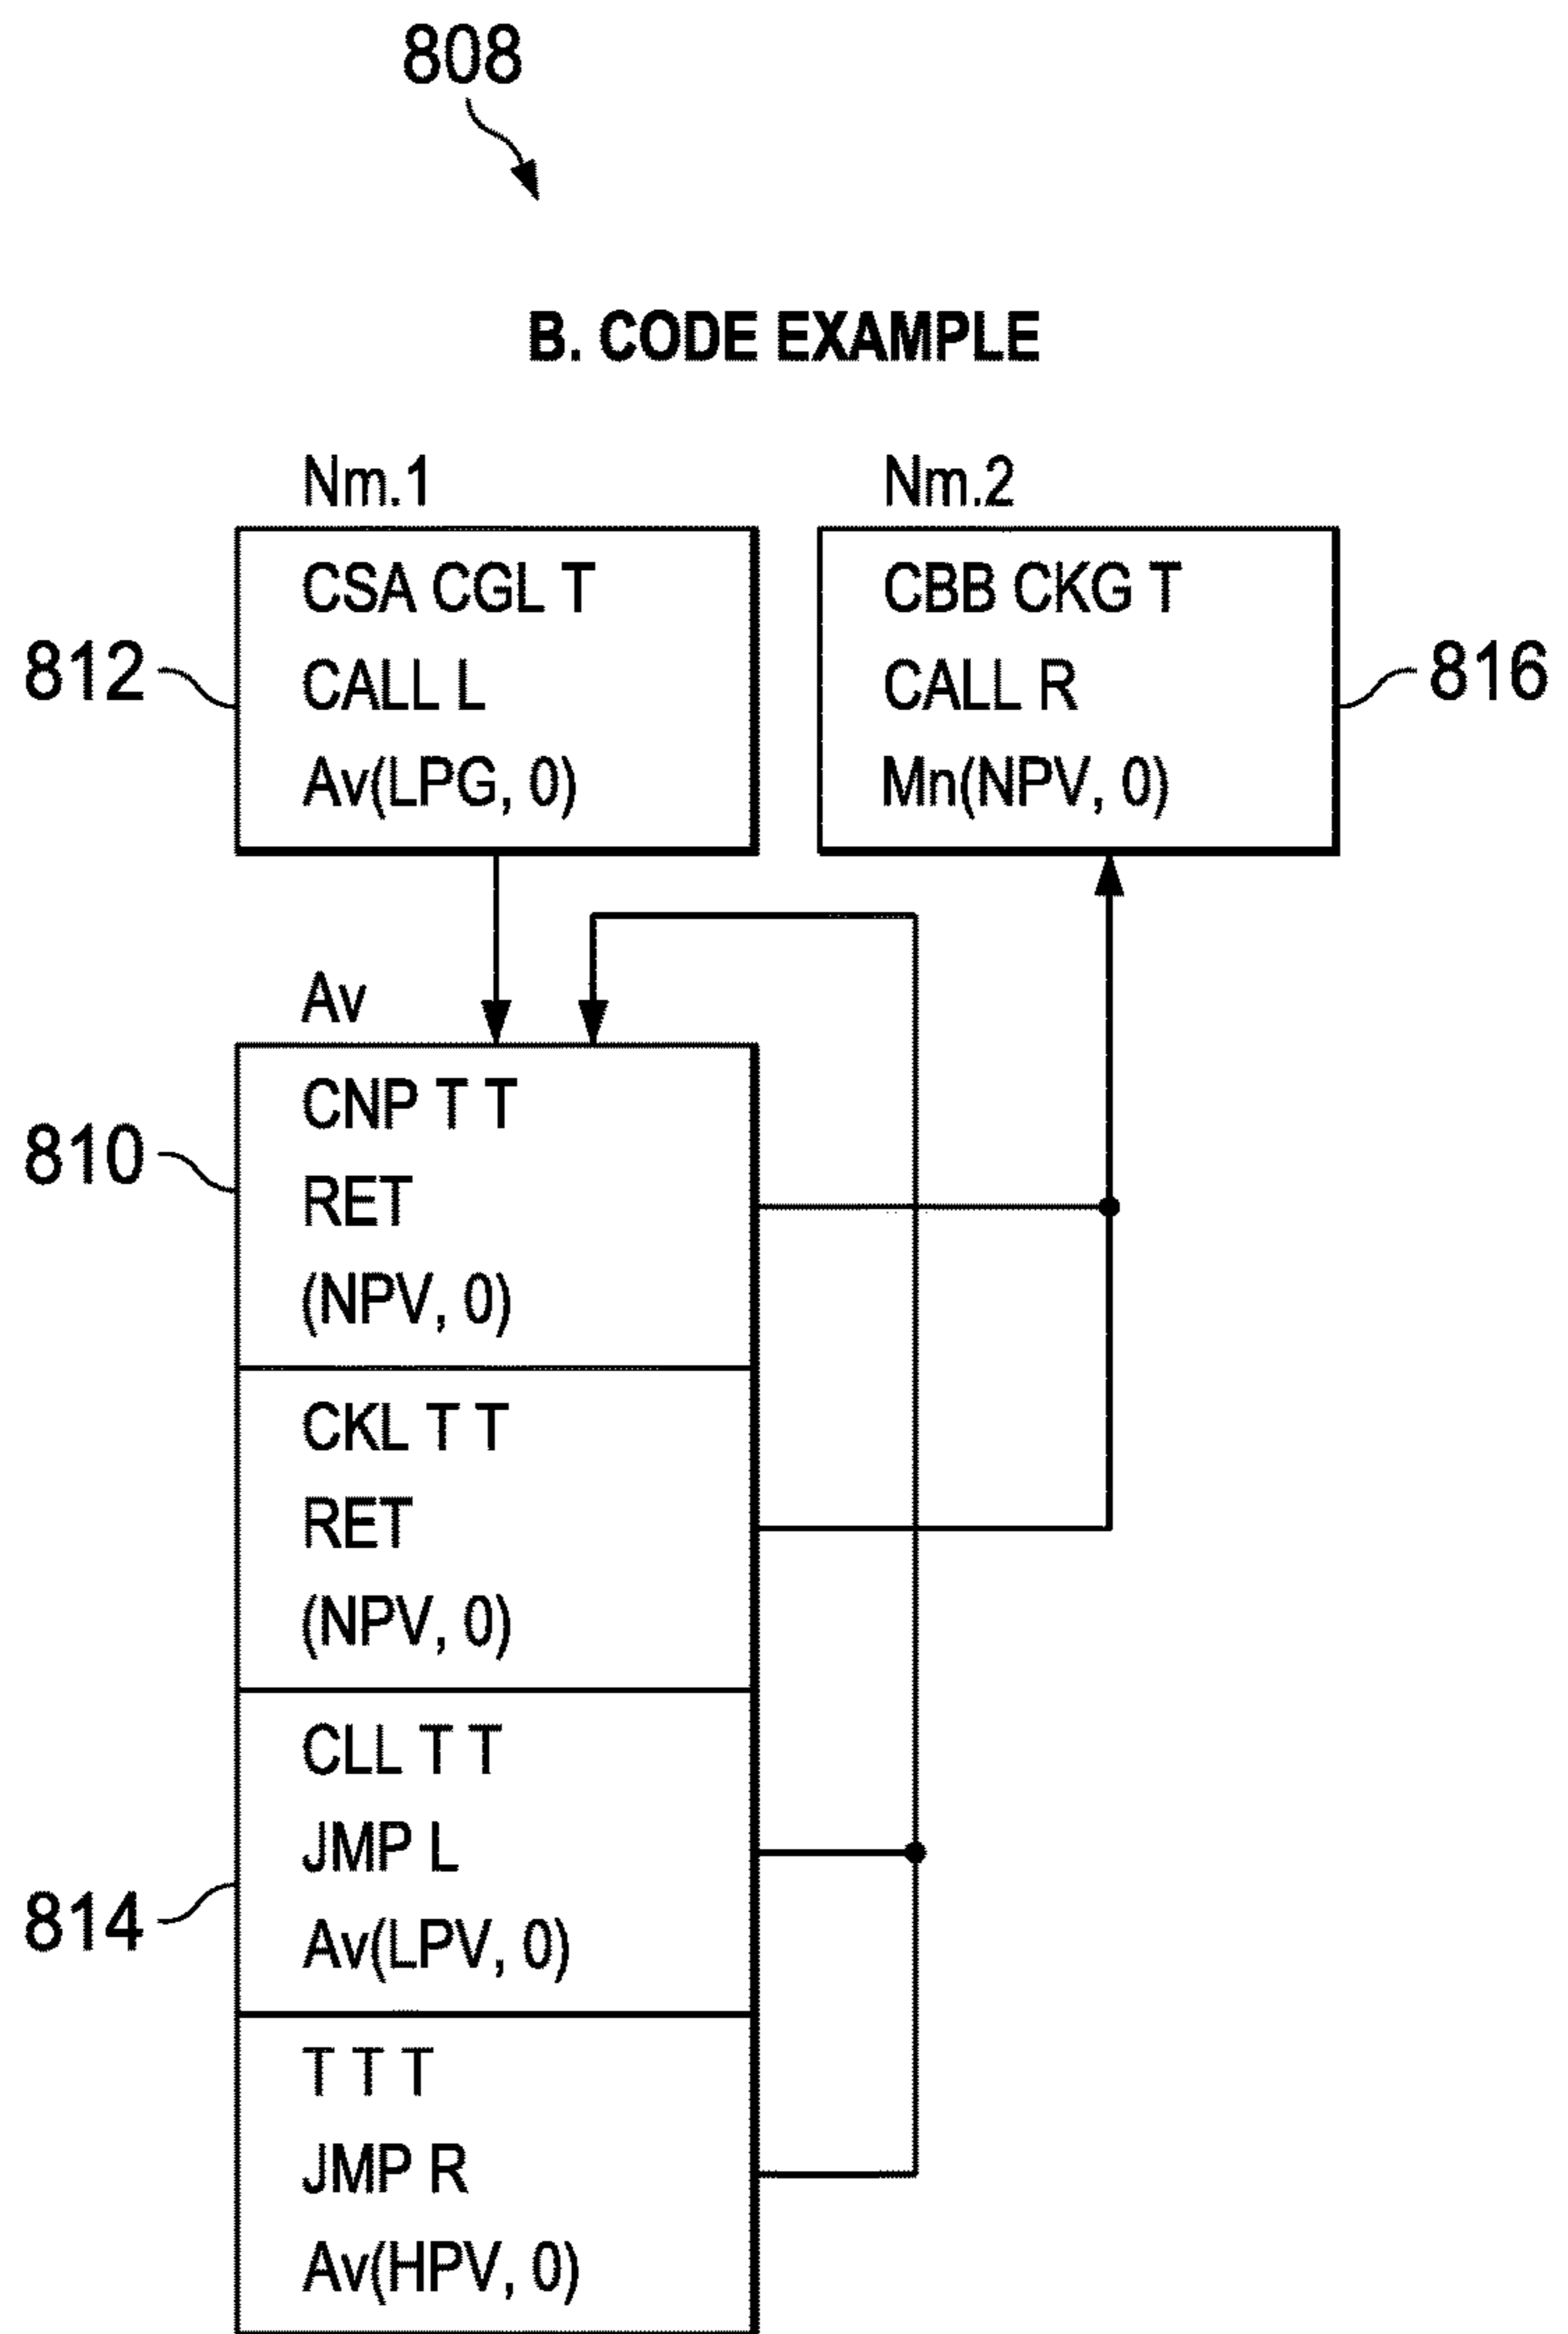 808
B. CODE EXAMPLE
Nm.1
CSA CGL T
812
CALL L
Av(LPG, 0)
Nm.2
CBB CKG T
CALL R
816
Mn(NPV, 0)
Av
CNP T T
810
RET
(NPV, 0)
CKL T T
RET
(NPV, 0)
CLL T T
JMP L
814
Av(LPV, 0)
T T T
JMP R
Av(HPV, 0)